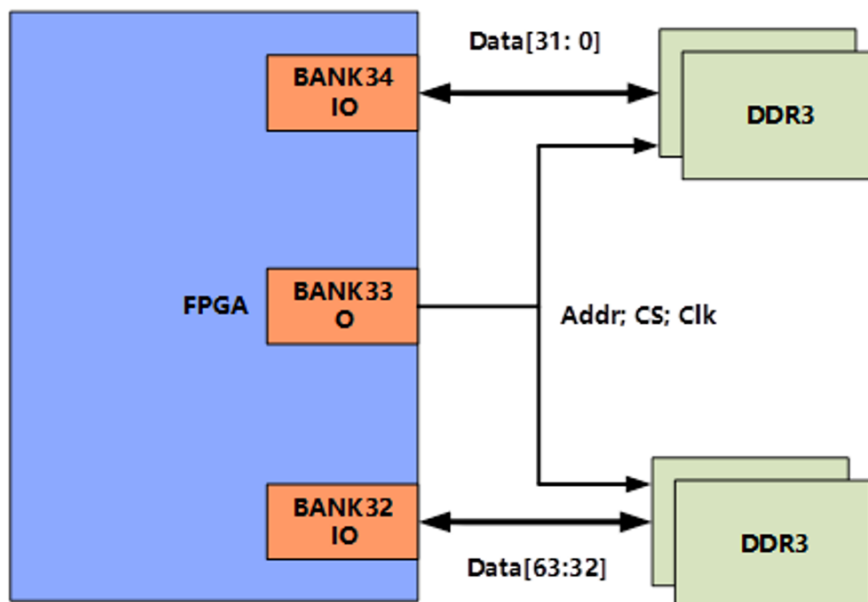 Data[31: 0]
BANK34
IO
DDR3
FPGA
BANK33
O
Addr; CS; Clk
BANK32
IO
DDR3
Data[63:32]